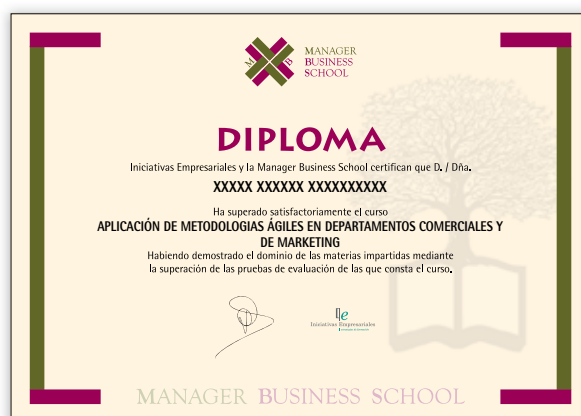 M B
MANAGER
BUSINESS
SCHOOL
DIPLOMA
Iniciativas Empresariales y la Manager Business School certifican que D. / Dña.
XXXXX XXXXXX XXXXXXXXXX
Ha superado satisfactoriamente el curso
APLICACIÓN DE METODOLOGIAS ÁGILES EN DEPARTAMENTOS COMERCIALES Y
DE MARKETING
Habiendo demostrado el dominio de las materias impartidas mediante
la superación de las pruebas de evaluación de las que consta el curso.
Iniciativas Empresariales
MANAGER BUSINESS SCHOOL